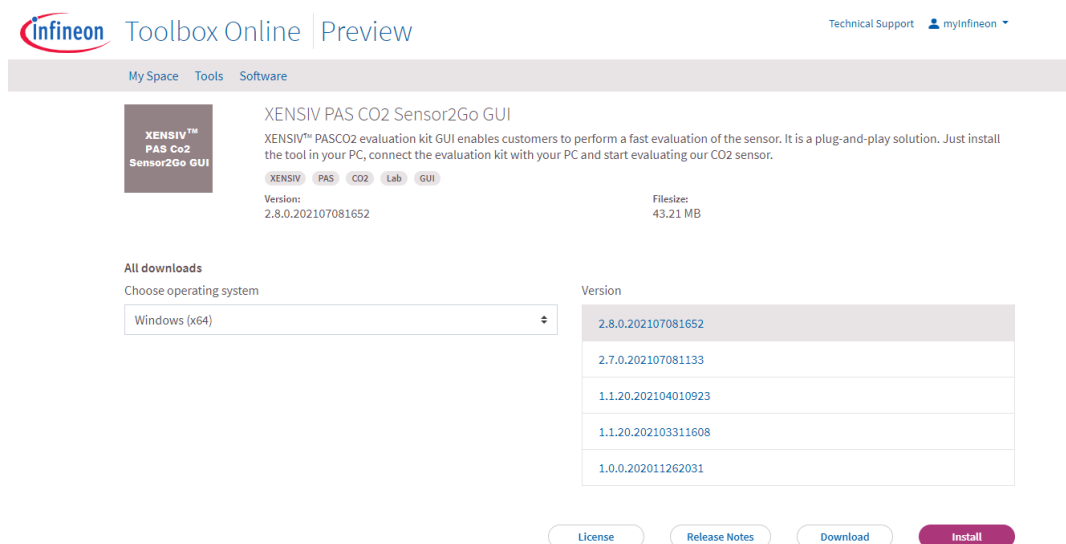 infineon Toolbox Online Preview
Technical Support myInfineon
My Space Tools Software
XENSIV™
PAS Co2
Sensor2Go GUI
XENSIV PAS CO2 Sensor2Go GUI
XENSIV™ PASCO2 evaluation kit GUI enables customers to perform a fast evaluation of the sensor. It is a plug-and-play solution. Just install
the tool in your PC, connect the evaluation kit with your PC and start evaluating our CO2 sensor.
XENSIV PAS CO2 Lab GUI
Version:
2.8.0.202107081652
Filesize:
43.21 MB
All downloads
Choose operating system
Windows (x64)
Version
2.8.0.202107081652
2.7.0.202107081133
1.1.20.202104010923
1.1.20.202103311608
1.0.0.202011262031
License Release Notes Download Install